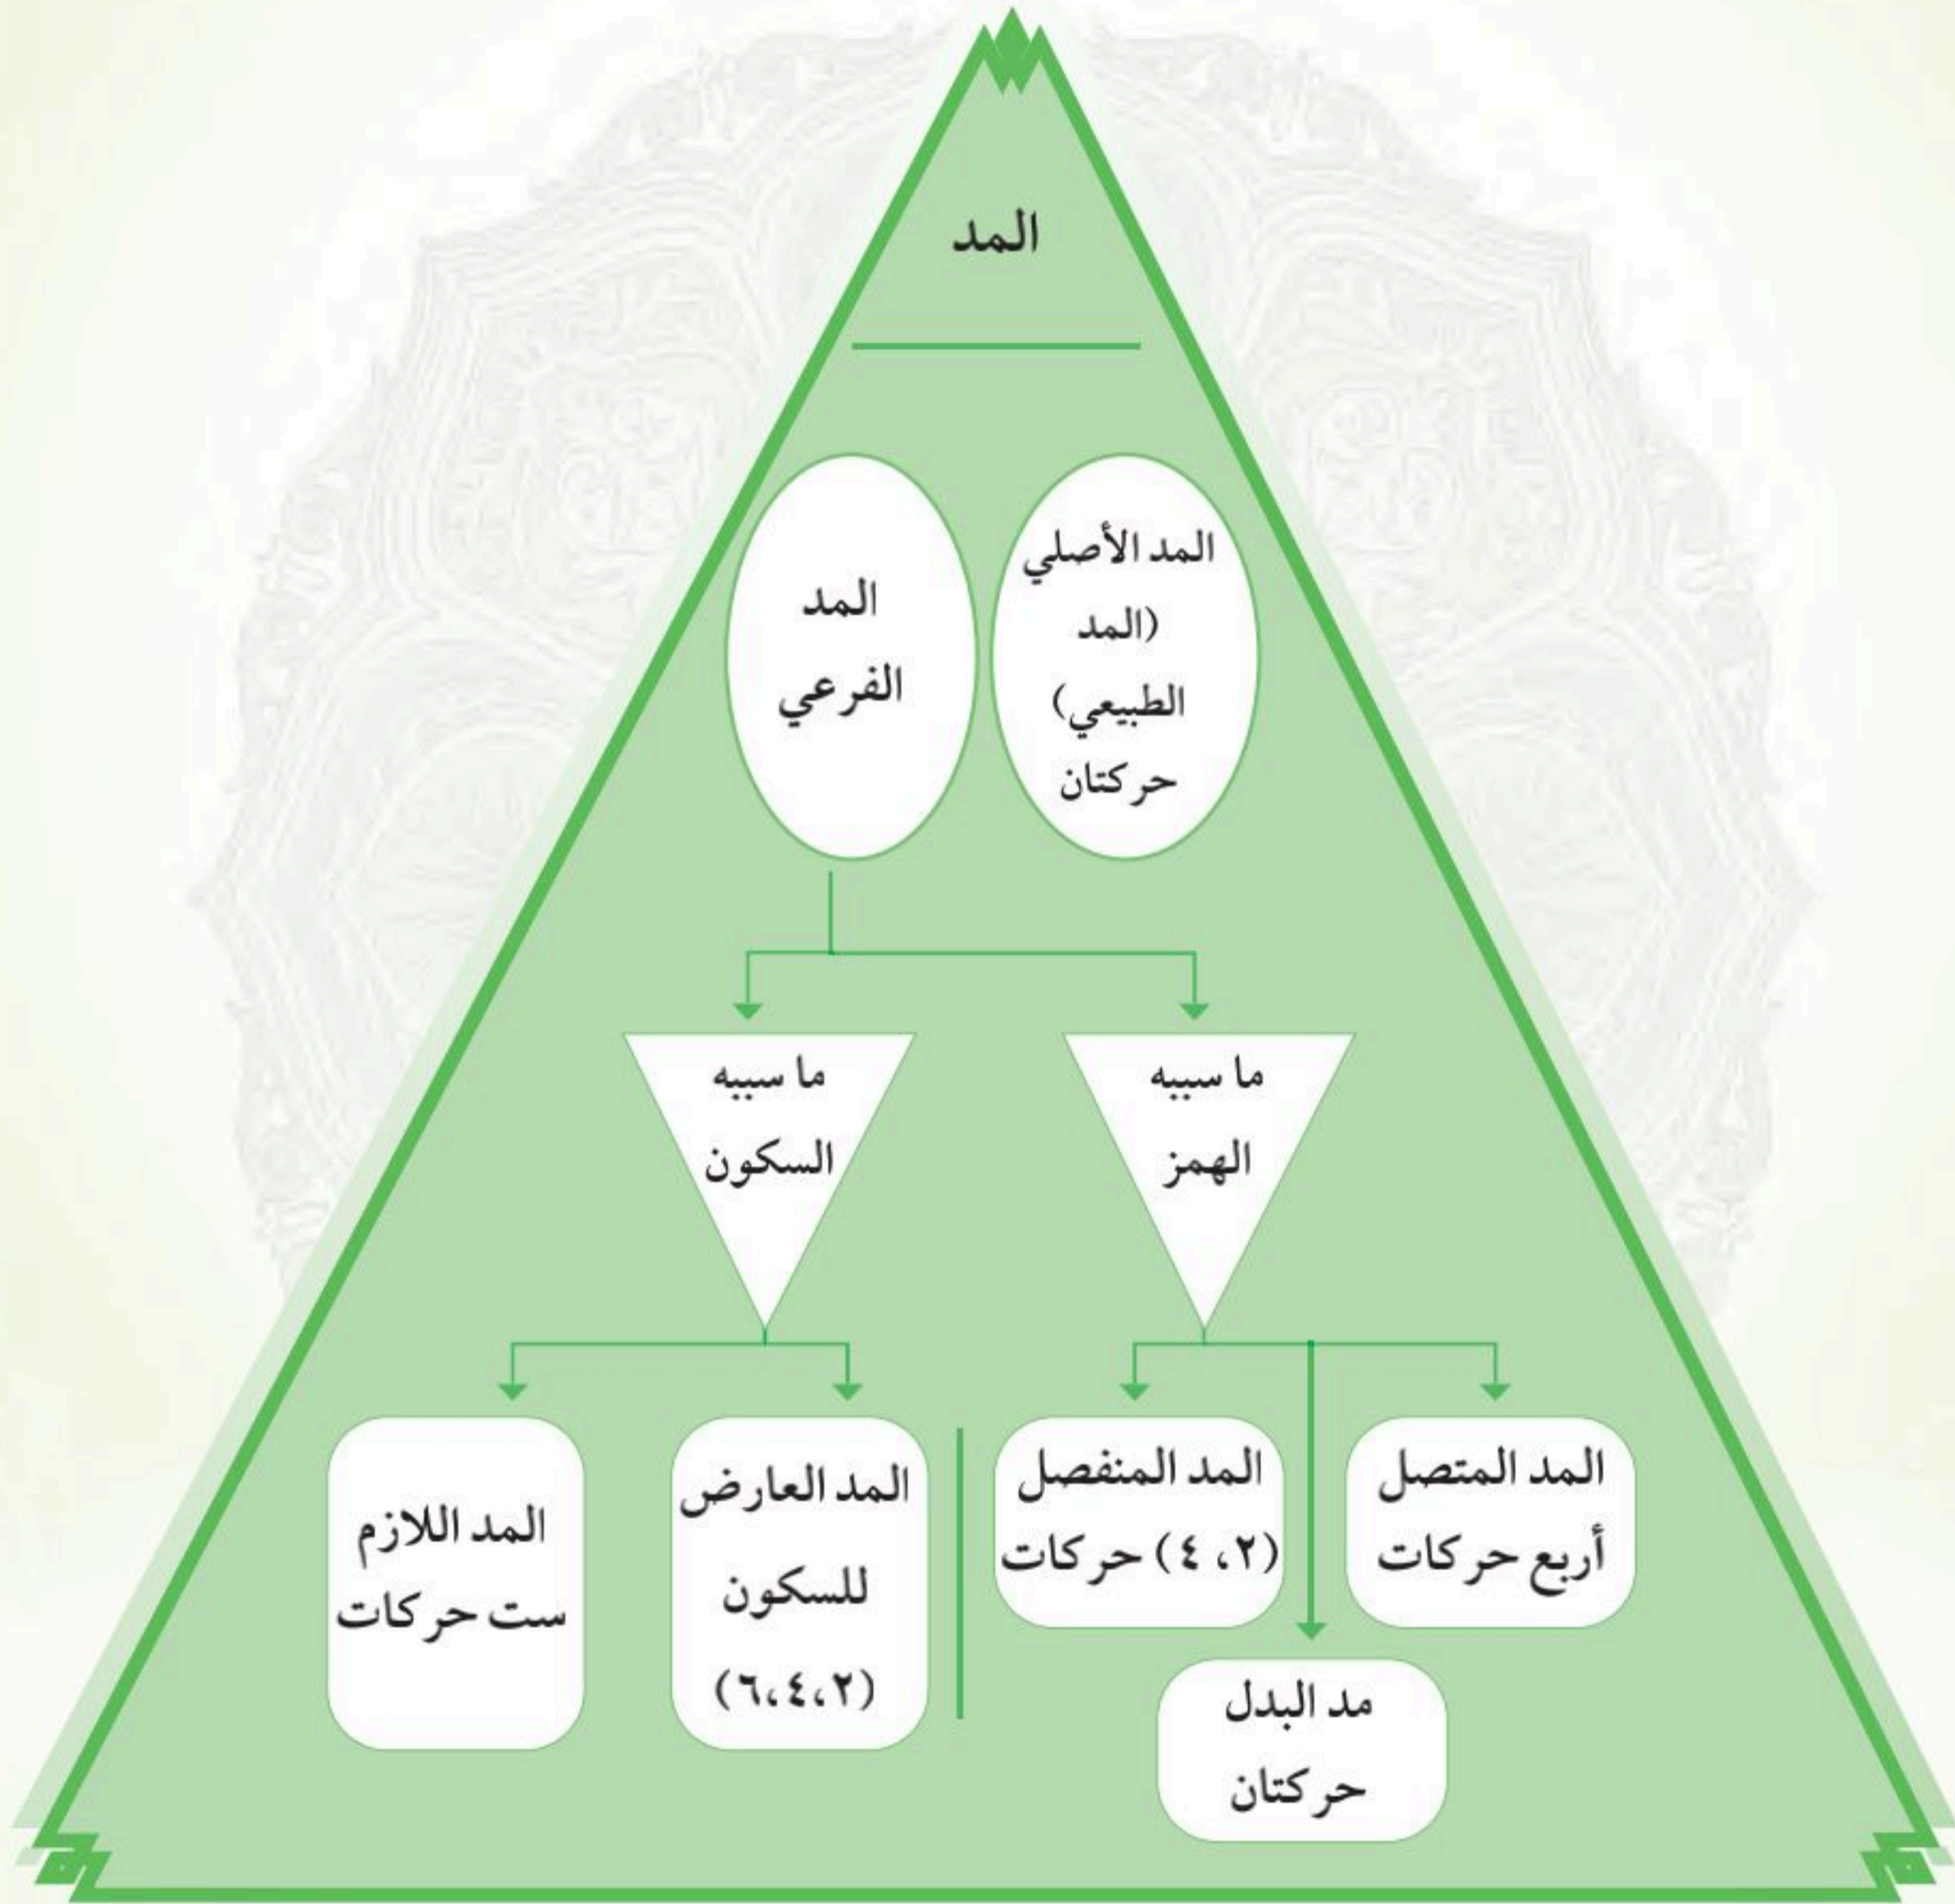 المد
المد الأصلي
(المد
الطبيعي)
حركتان
المد
الفرعي
ما سببه
الهمز
ما سببه
السكون
المد المتصل
أربع حركات
المد المنفصل
(٢، ٤) حركات
مد البدل
حركتان
المد العارض
للسكون
(٢،٤،٦)
المد اللازم
ست حركات